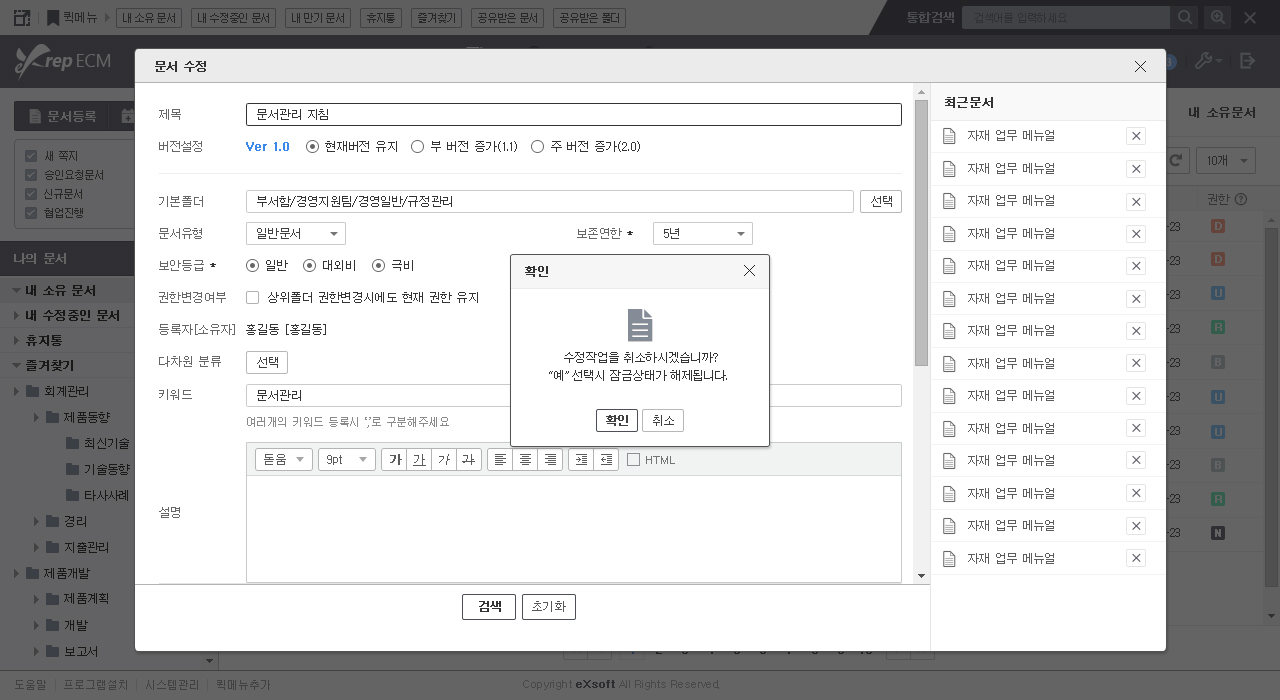 퀵메뉴 내 소유 문서 내 수정중인 문서 내 만기 문서 휴지통 즐겨찾기 공유받은 문서 공유받은 폴더 통합검색 검색어를 입력하세요
Xrep ECM
3
문서등록
새 쪽지
승인요청문서
신규문서
협업진행
나의 문서
내 소유 문서
내 수정중인 문서
휴지통
즐겨찾기
회계관리
제품동향
최신기술
기술동향
타사사례
경리
지출관리
제품개발
제품계획
개발
보고서
문서 수정
제목 문서관리 지침
버전설정 Ver 1.0 현재버전 유지 부 버전 증가(1.1) 주 버전 증가(2.0)
기본폴더 부서함/경영지원팀/경영일반/규정관리 선택
문서유형 일반문서 보존연한 * 5년
보안등급 * 일반 대외비 극비
권한변경여부 상위폴더 권한변경시에도 현재 권한 유지
등록자[소유자] 홍길동 [홍길동]
다차원 분류 선택
키워드 문서관리
여러개의 키워드 등록시 ','로 구분해주세요
돋움 9pt 가 가 가 가 HTML
설명
검색 초기화
확인
수정작업을 취소하시겠습니까?
“예” 선택시 잠금상태가 해제됩니다.
확인 취소
최근문서
자재 업무 메뉴얼
자재 업무 메뉴얼
자재 업무 메뉴얼
자재 업무 메뉴얼
자재 업무 메뉴얼
자재 업무 메뉴얼
자재 업무 메뉴얼
자재 업무 메뉴얼
자재 업무 메뉴얼
자재 업무 메뉴얼
자재 업무 메뉴얼
자재 업무 메뉴얼
자재 업무 메뉴얼
자재 업무 메뉴얼
내 소유문서
10개
권한 ?
-23 D
-23 D
-23 U
-23 R
-23 B
-23 U
-23 U
-23 B
-23 R
-23 N
도움말 프로그램설치 시스템관리 퀵메뉴추가 Copyright eXsoft All Rights Reserved.